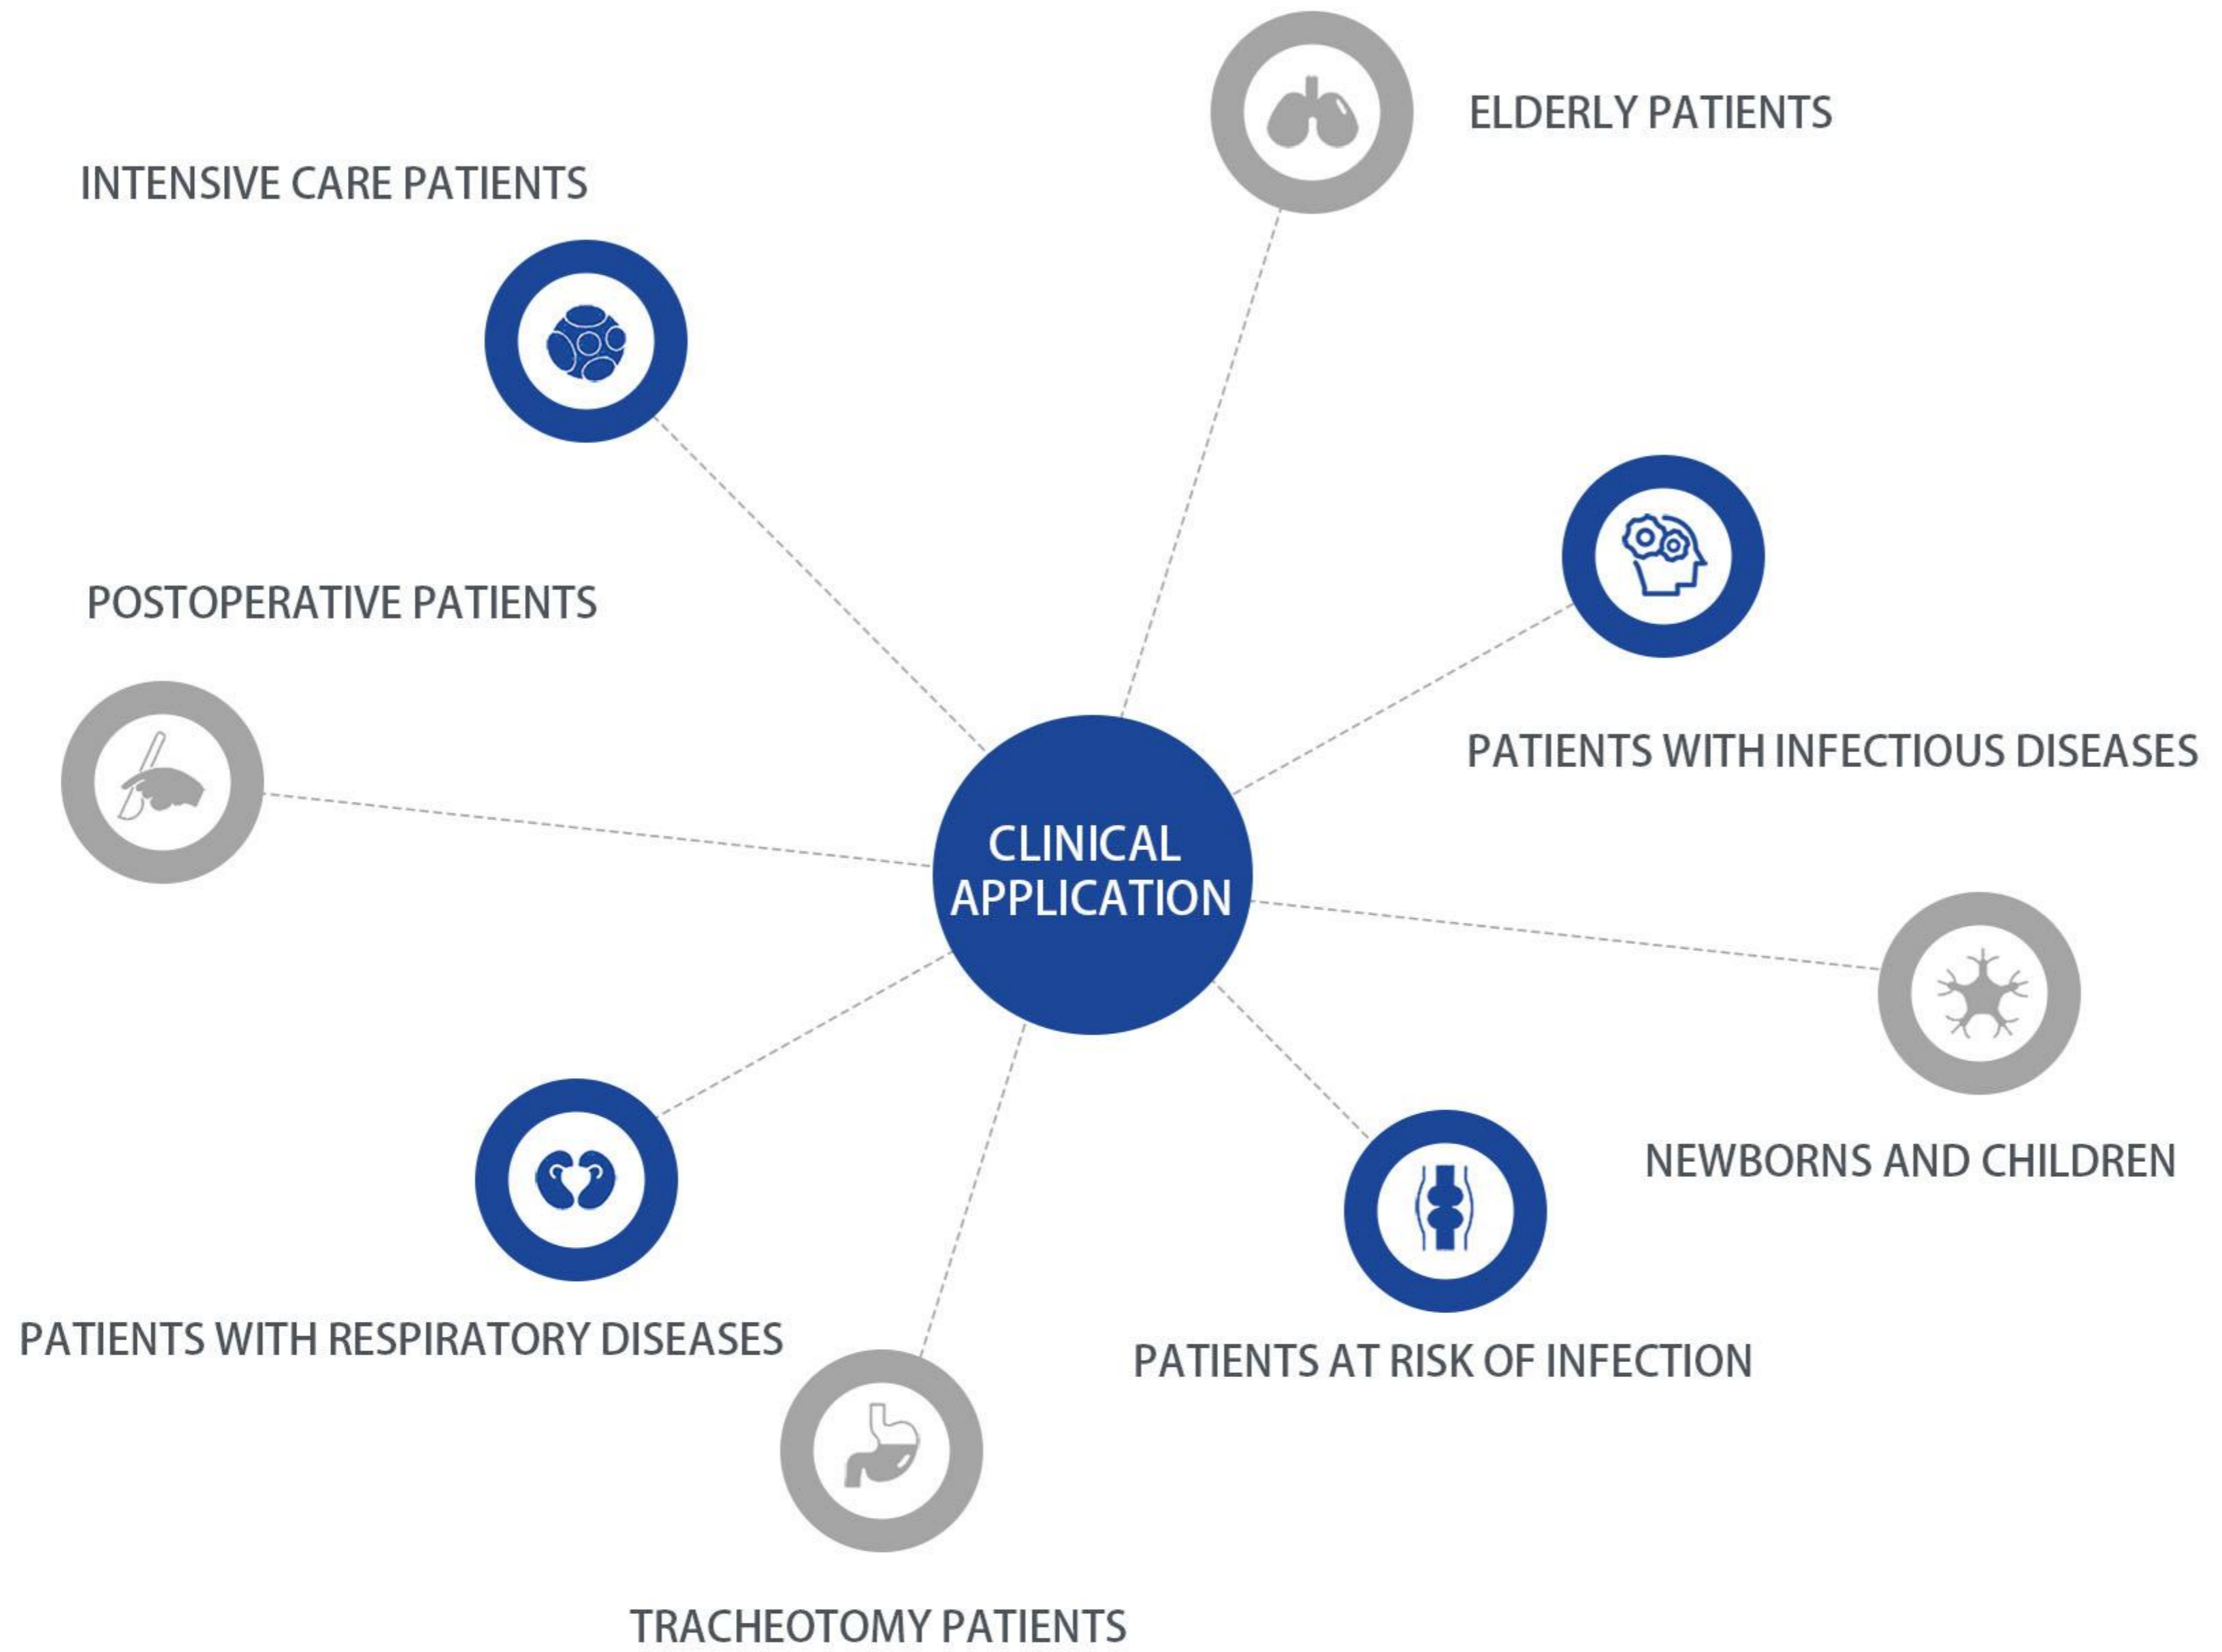 ELDERLY PATIENTS
INTENSIVE CARE PATIENTS
POSTOPERATIVE PATIENTS
PATIENTS WITH INFECTIOUS DISEASES
CLINICAL
APPLICATION
NEWBORNS AND CHILDREN
PATIENTS WITH RESPIRATORY DISEASES
PATIENTS AT RISK OF INFECTION
TRACHEOTOMY PATIENTS